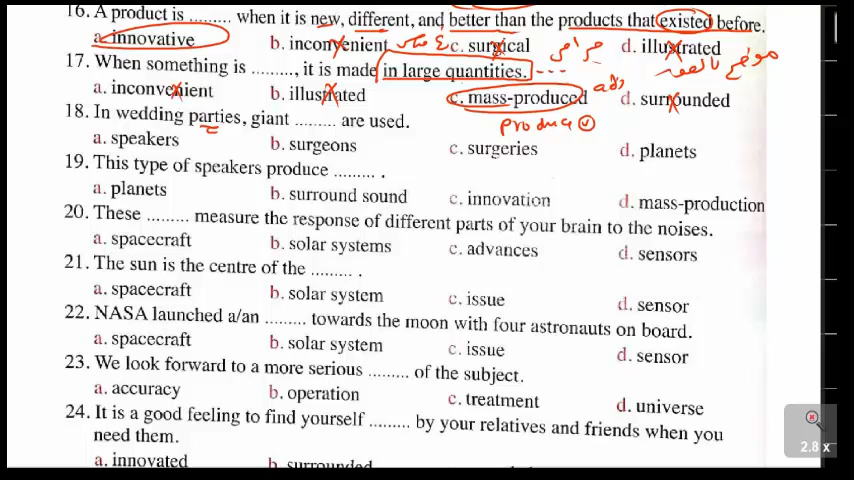 16. A product is ......... when it is new, different, and better than the products that existed before.
a. innovative b. inconvenient c. surgical d. illustrated
17. When something is ........., it is made in large quantities.
a. inconvenient b. illustrated c. mass-produced d. surrounded
produce
18. In wedding parties, giant ......... are used.
a. speakers b. surgeons c. surgeries d. planets
19. This type of speakers produce ......... .
a. planets b. surround sound c. innovation d. mass-production
20. These ......... measure the response of different parts of your brain to the noises.
a. spacecraft b. solar systems c. advances d. sensors
21. The sun is the centre of the ......... .
a. spacecraft b. solar system c. issue d. sensor
22. NASA launched a/an ......... towards the moon with four astronauts on board.
a. spacecraft b. solar system c. issue d. sensor
23. We look forward to a more serious ......... of the subject.
a. accuracy b. operation c. treatment d. universe
24. It is a good feeling to find yourself ......... by your relatives and friends when you
need them.
a. innovated b. surrounded
2.8 x